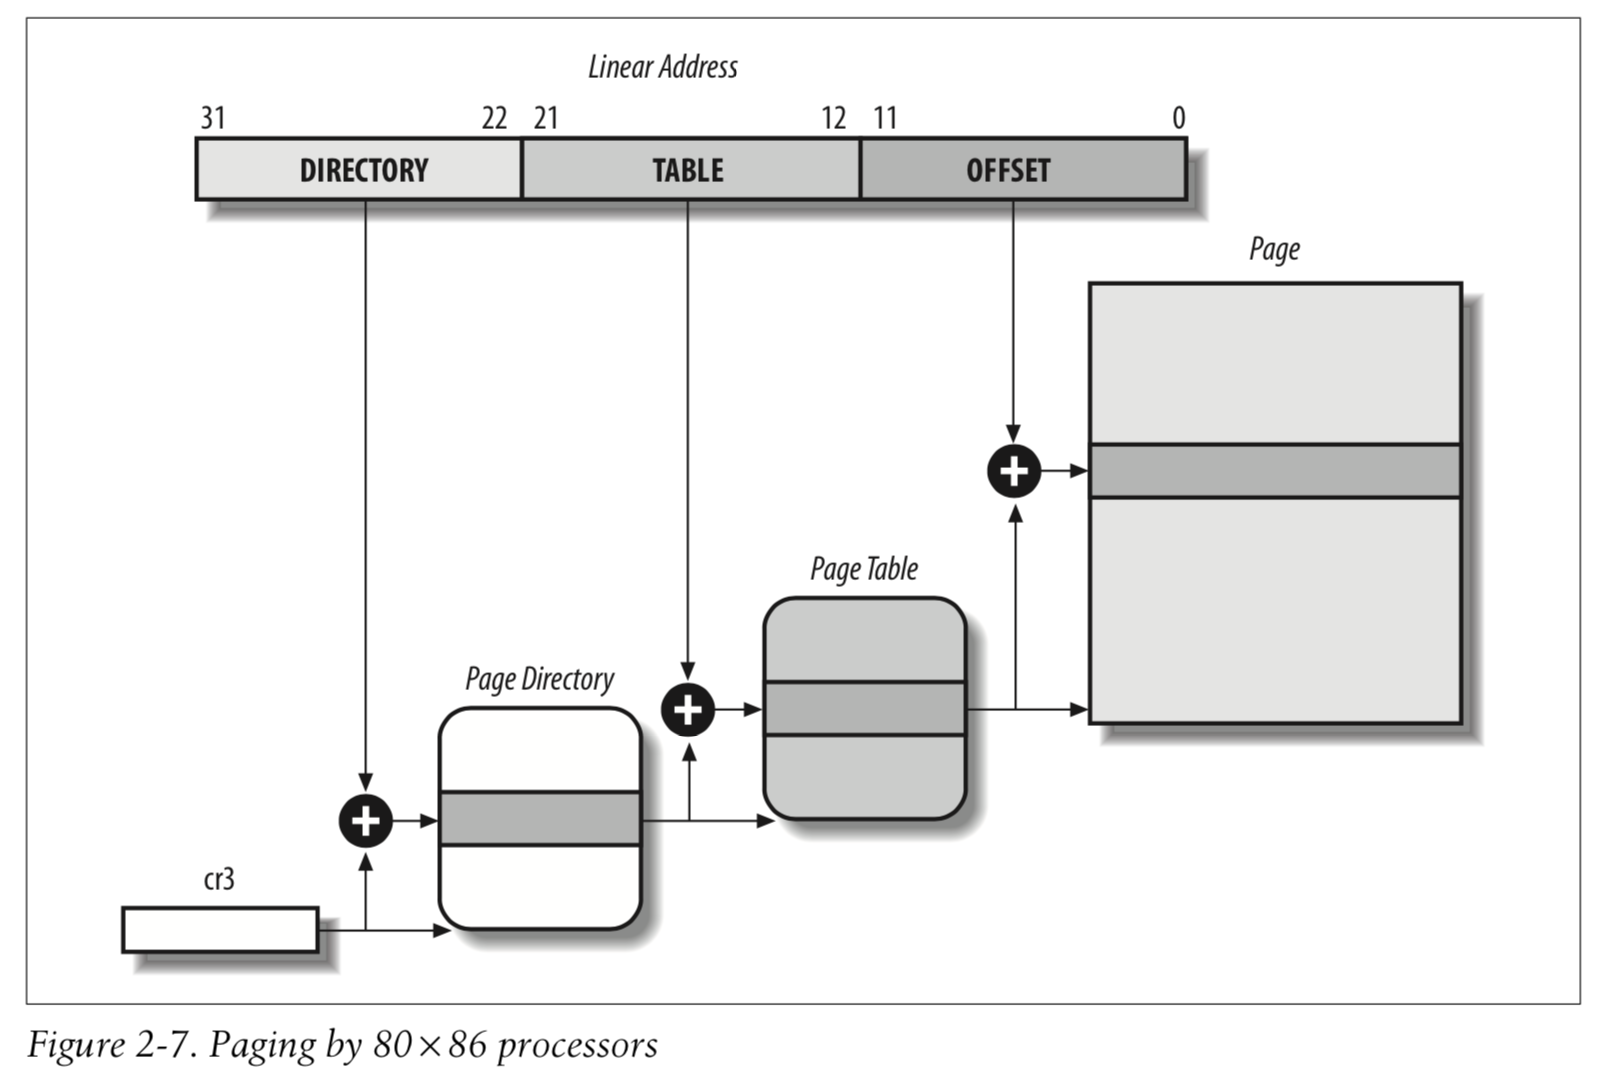 Linear Address
31 22 21 12 11 0
DIRECTORY TABLE OFFSET
Page
Page Table
Page Directory
cr3
Figure 2-7. Paging by 80×86 processors